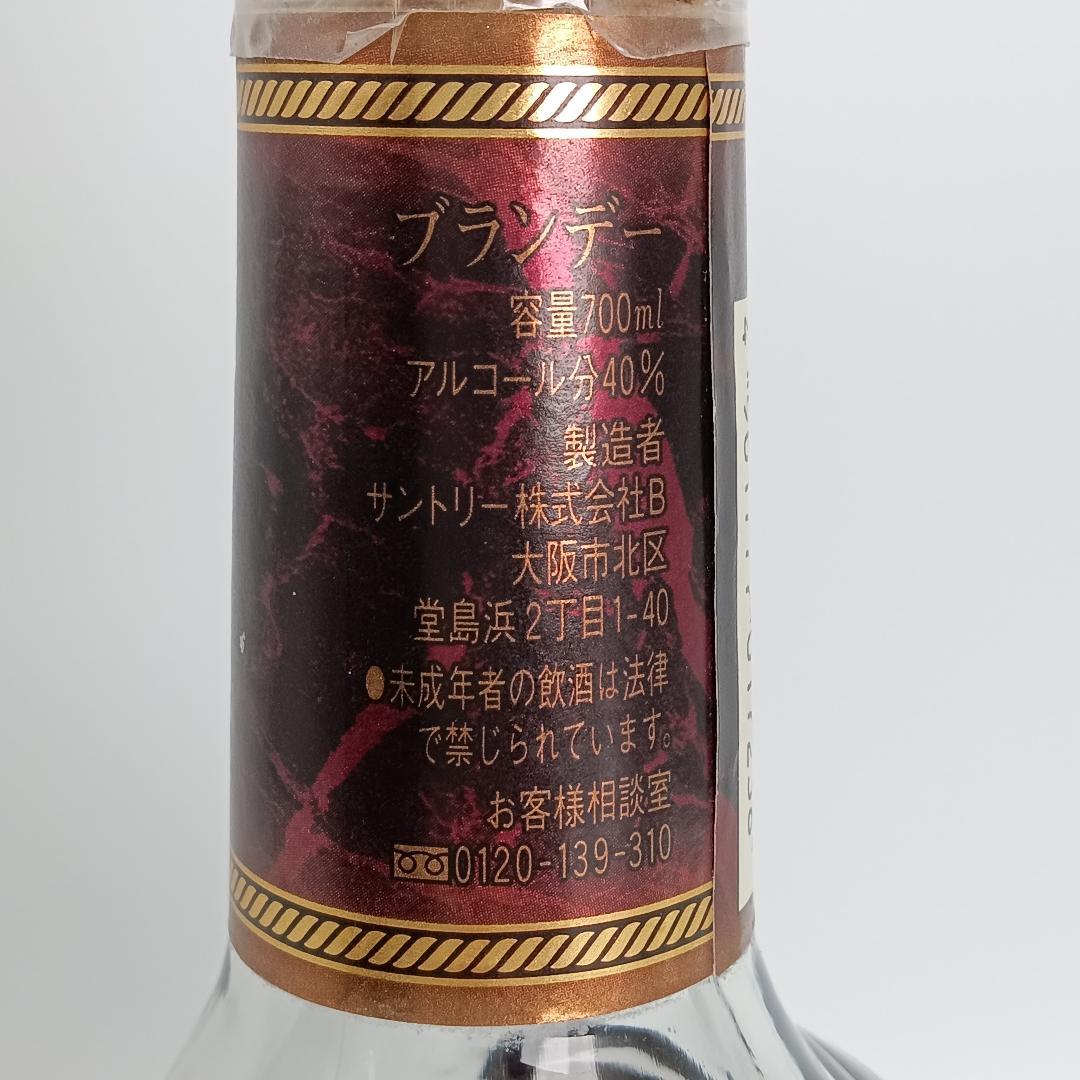 ブランデー
容量700ml
アルコール分40%
製造者
サントリー株式会社B
大阪市北区
堂島浜2丁目1-40
●未成年者の飲酒は法律
で禁じられています。
お客様相談室
0120-139-310